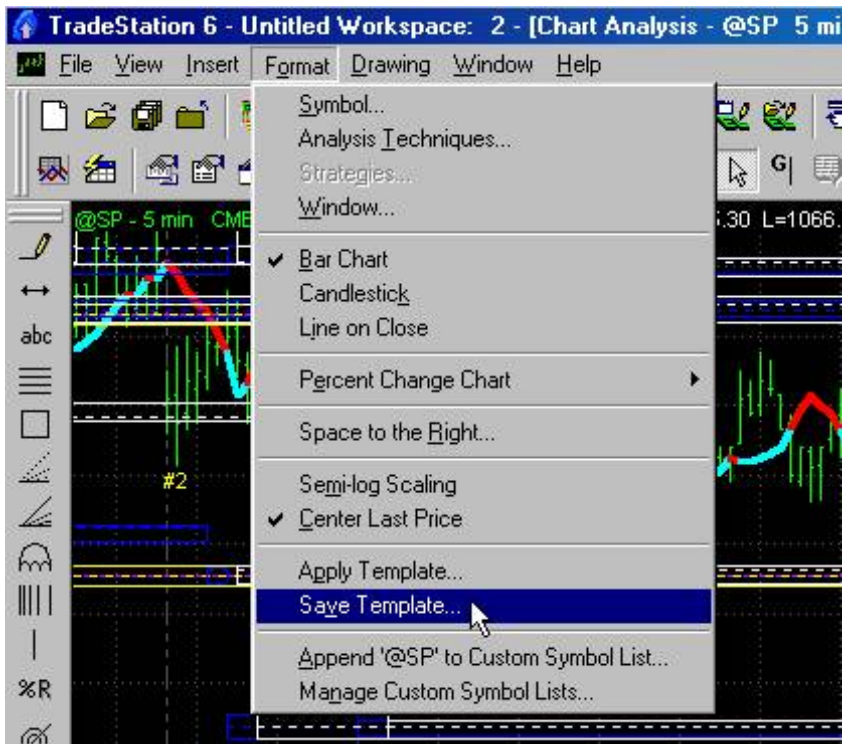 TradeStation 6 - Untitled Workspace: 2 - [Chart Analysis - @SP 5 mi
File View Insert Format Drawing Window Help
Symbol...
Analysis Techniques...
Strategies...
Window...
G
@SP - 5 min CME
.30 L=1066.
Bar Chart
Candlestick
Line on Close
abc
Percent Change Chart
Space to the Right...
#2
Semi-log Scaling
Center Last Price
Apply Template...
Save Template...
Append '@SP' to Custom Symbol List...
%R
Manage Custom Symbol Lists...